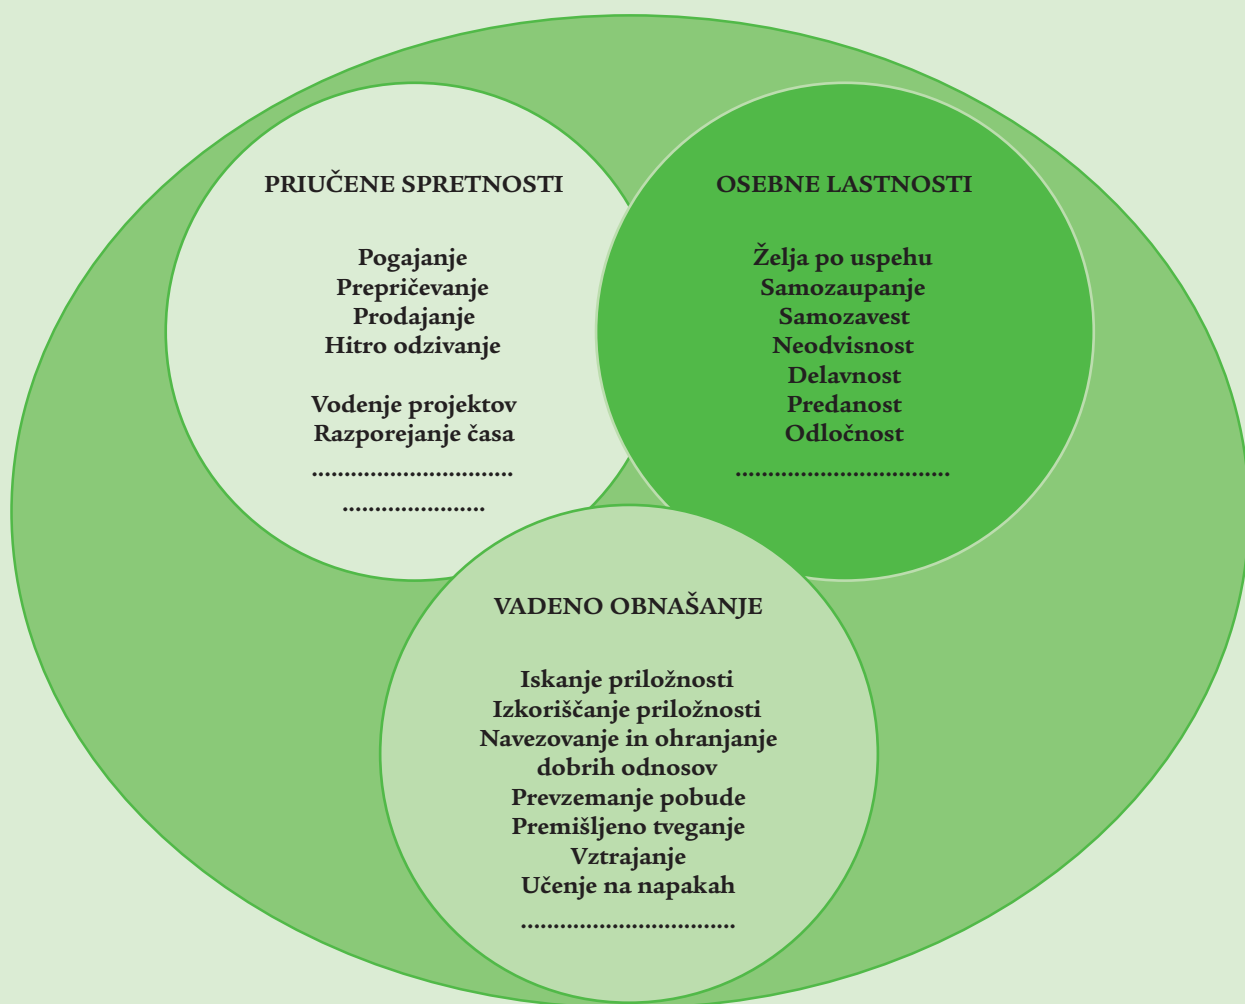 PRIUČENE SPRETNOSTI
Pogajanje
Prepričevanje
Prodajanje
Hitro odzivanje
Vodenje projektov
Razporejanje časa
...............................
......................
OSEBNE LASTNOSTI
Želja po uspehu
Samozaupanje
Samozavest
Neodvisnost
Delavnost
Predanost
Odločnost
.................................
VADENO OBNAŠANJE
Iskanje priložnosti
Izkoriščanje priložnosti
Navezovanje in ohranjanje
dobrih odnosov
Prevzemanje pobude
Premišljeno tveganje
Vztrajanje
Učenje na napakah
.................................